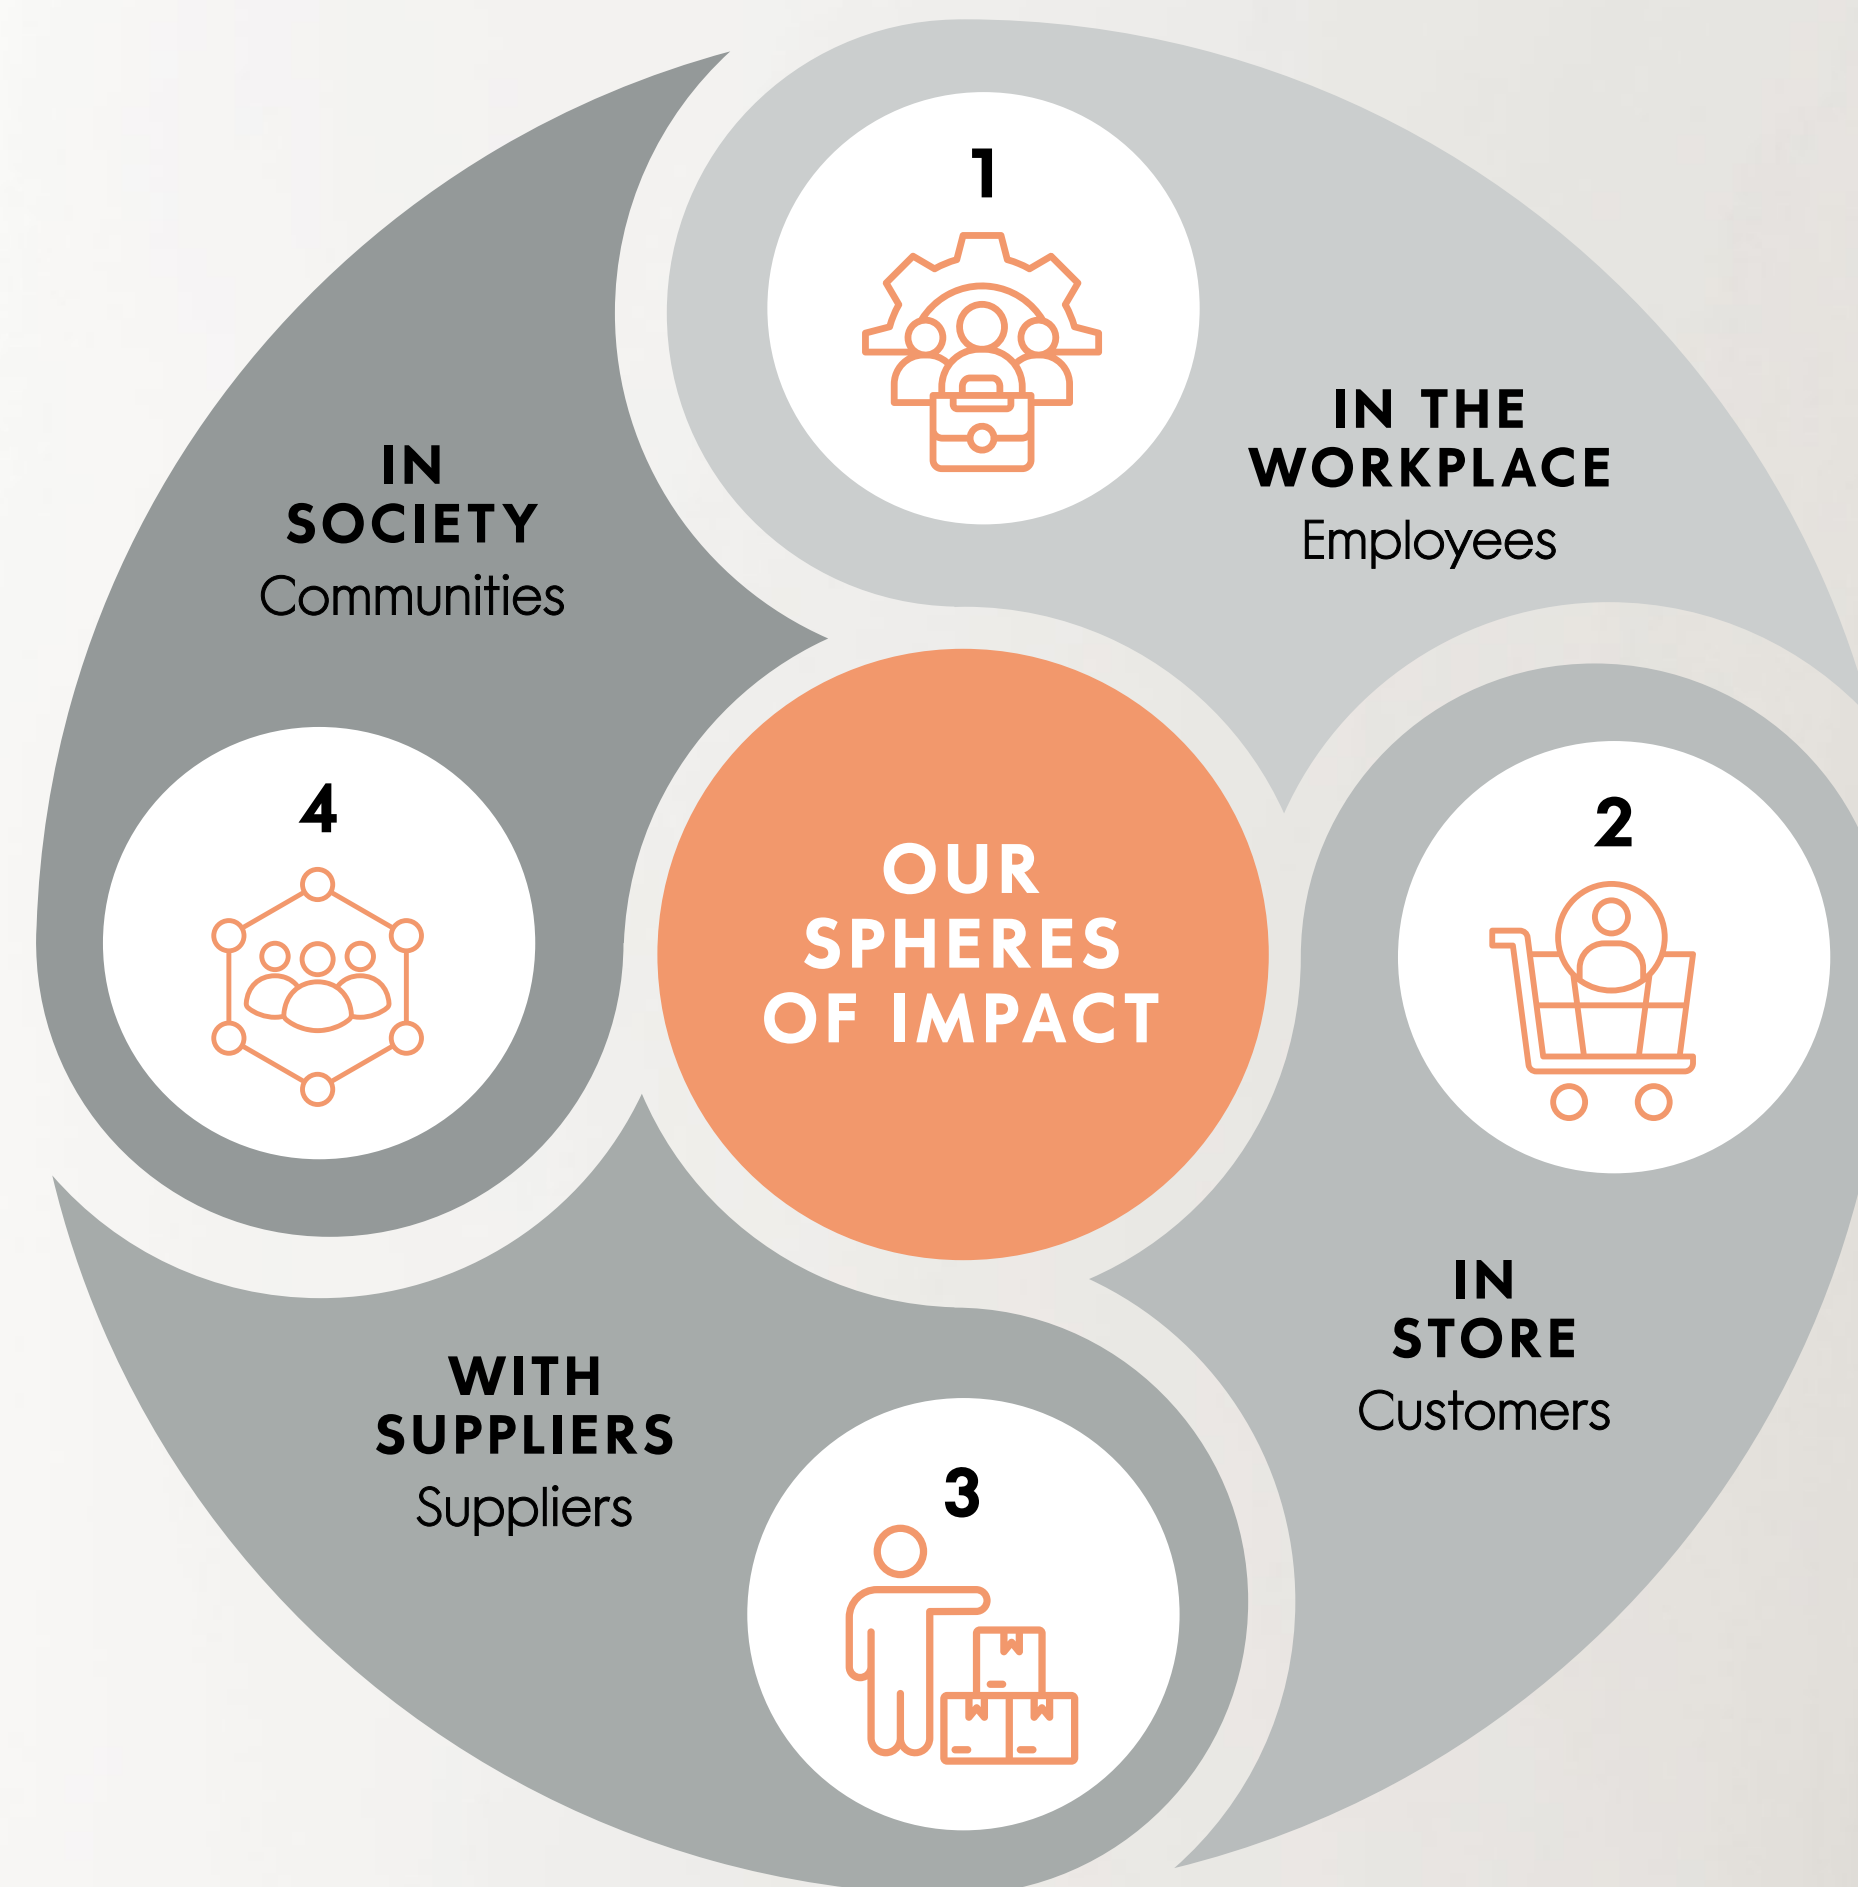 OUR
SPHERES
OF IMPACT
1
IN THE
WORKPLACE
Employees
2
IN
STORE
Customers
3
WITH
SUPPLIERS
Suppliers
4
IN
SOCIETY
Communities